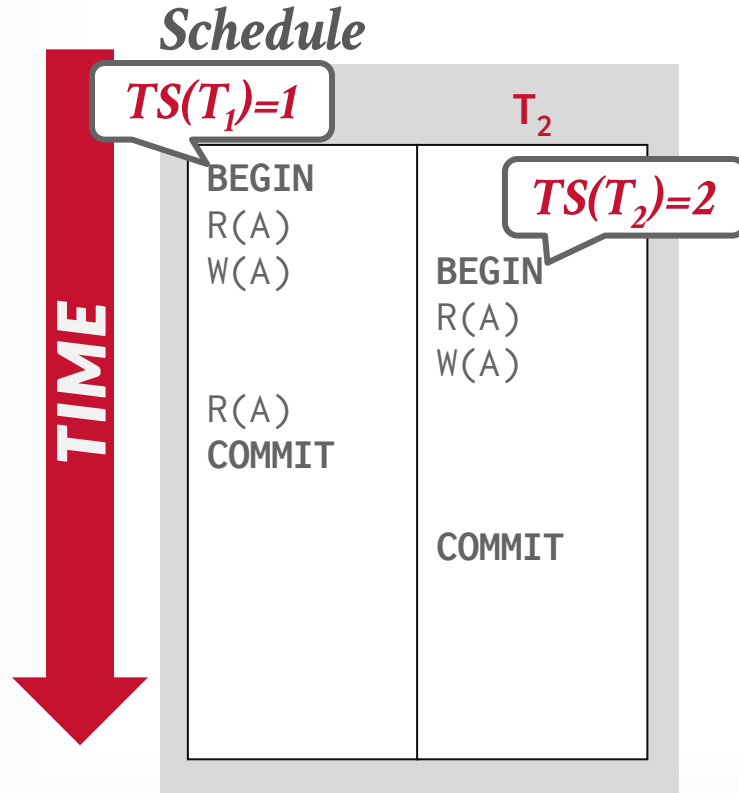 Schedule
TS(T₁)=1
T₂
BEGIN
TS(T₂)=2
R(A)
W(A)
BEGIN
R(A)
W(A)
R(A)
COMMIT
COMMIT
TIME